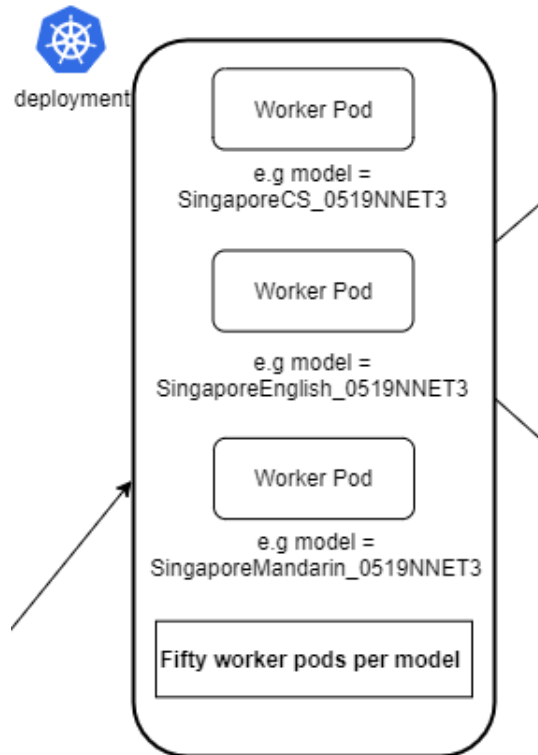 deployment
Worker Pod
e.g model =
SingaporeCS_0519NNET3
Worker Pod
e.g model =
SingaporeEnglish_0519NNET3
Worker Pod
e.g model =
SingaporeMandarin_0519NNET3
Fifty worker pods per model